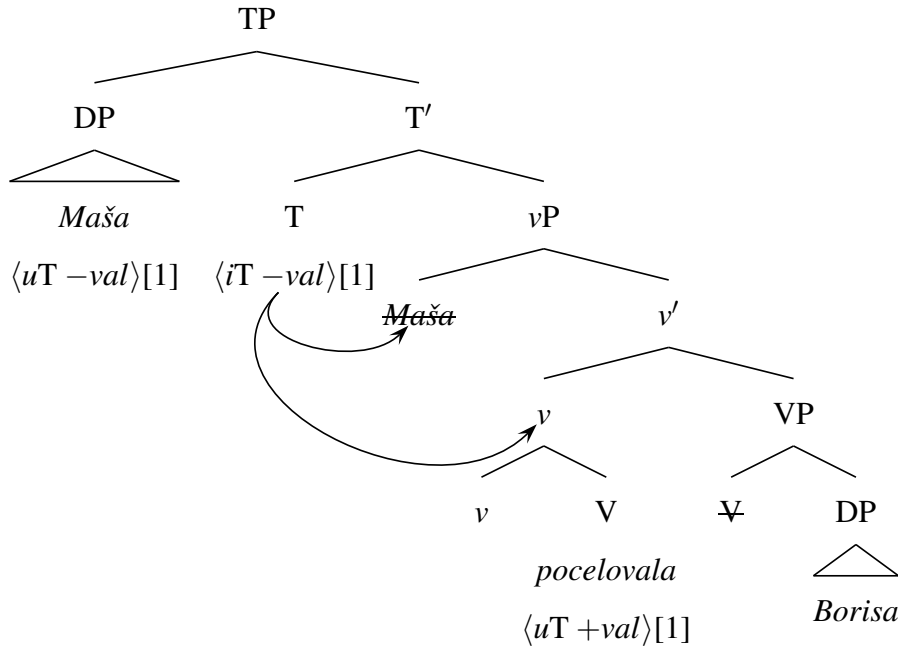 TP
DP T′
Maša T vP
⟨uT −val⟩[1] ⟨iT −val⟩[1]
Maša v′
v VP
v V V DP
pocelovala
Borisa
⟨uT +val⟩[1]